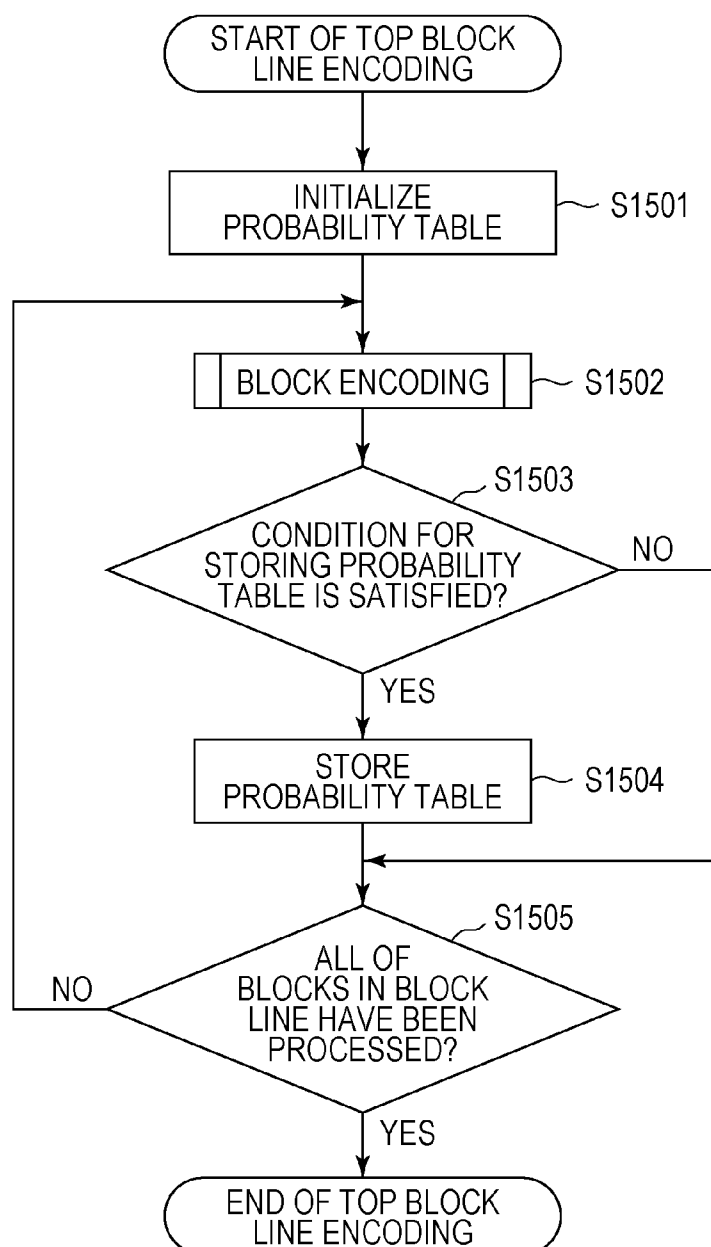 START OF TOP BLOCK
LINE ENCODING
INITIALIZE
PROBABILITY TABLE
S1501
BLOCK ENCODING
S1502
S1503
CONDITION FOR
STORING PROBABILITY
TABLE IS SATISFIED?
NO
YES
STORE
PROBABILITY TABLE
S1504
S1505
ALL OF
BLOCKS IN BLOCK
LINE HAVE BEEN
PROCESSED?
NO
YES
END OF TOP BLOCK
LINE ENCODING